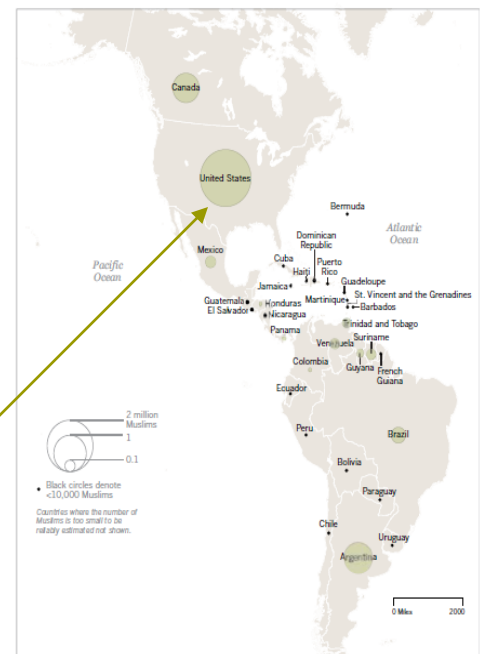 Canada
United States
Bermuda
Atlantic
Ocean
Dominican
Republic
Mexico
Cuba
Puerto
Rico
Haiti
Pacific
Ocean
Jamaica
Guadeloupe
Martinique
St. Vincent and the Grenadines
Guatemala
Honduras
Barbados
El Salvador
Nicaragua
Trinidad and Tobago
Panama
Suriname
Venezuela
Colombia
Guyana
French
Guiana
Ecuador
2 million
Muslims
1
0.1
Peru
Brazil
Black circles denote
<10,000 Muslims
Bolivia
Countries where the number of
Muslims is too small to be
reliably estimated not shown.
Paraguay
Chile
Uruguay
Argentina
0 Miles 2000